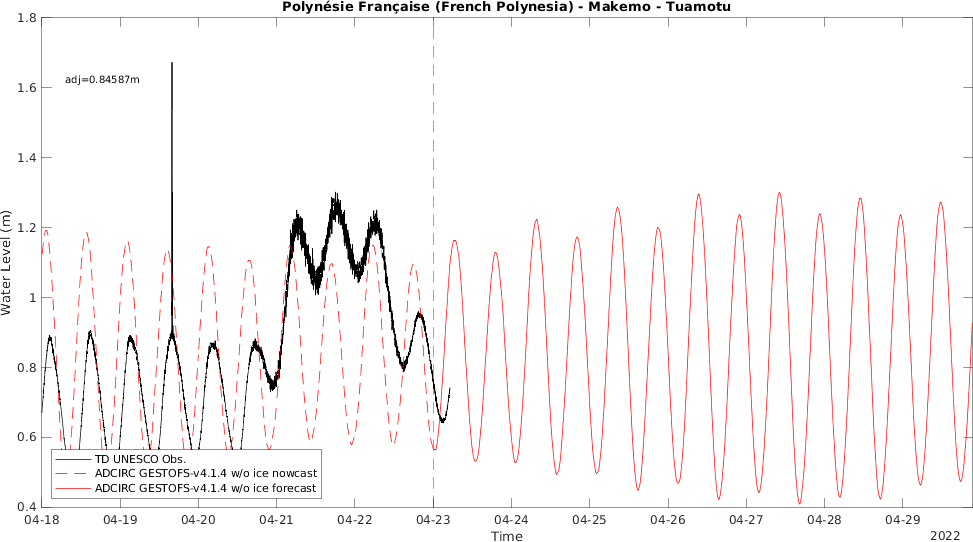 Polynésie Française (French Polynesia) - Makemo - Tuamotu
1.8
1.6
1.4
1.2
1
0.8
0.6
0.4
Water Level (m)
adj=0.84587m
TD UNESCO Obs.
ADCIRC GESTOFS-v4.1.4 w/o ice nowcast
ADCIRC GESTOFS-v4.1.4 w/o ice forecast
04-18 04-19 04-20 04-21 04-22 04-23 04-24 04-25 04-26 04-27 04-28 04-29
Time
2022